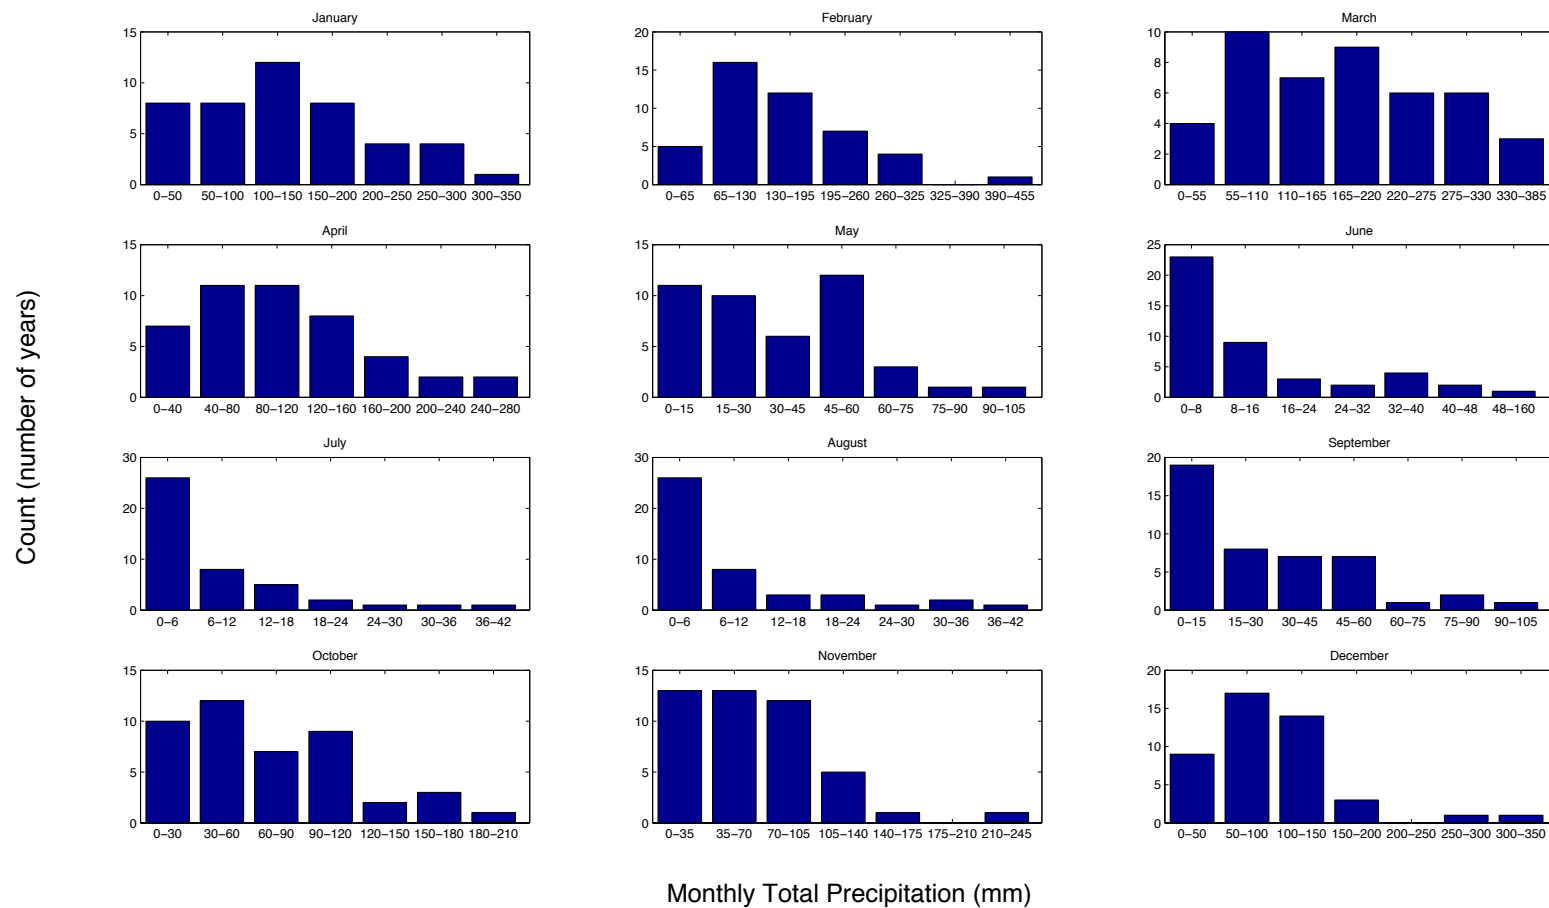 January
15
10
5
0
0−50 50−100 100−150 150−200 200−250 250−300 300−350
February
20
15
10
5
0
0−65 65−130 130−195 195−260 260−325 325−390 390−455
March
10
8
6
4
2
0
0−55 55−110 110−165 165−220 220−275 275−330 330−385
April
15
10
5
0
0−40 40−80 80−120 120−160 160−200 200−240 240−280
May
15
10
5
0
0−15 15−30 30−45 45−60 60−75 75−90 90−105
June
25
20
15
10
5
0
0−8 8−16 16−24 24−32 32−40 40−48 48−160
Count (number of years)
July
30
20
10
0
0−6 6−12 12−18 18−24 24−30 30−36 36−42
August
30
20
10
0
0−6 6−12 12−18 18−24 24−30 30−36 36−42
September
20
15
10
5
0
0−15 15−30 30−45 45−60 60−75 75−90 90−105
October
15
10
5
0
0−30 30−60 60−90 90−120 120−150 150−180 180−210
November
15
10
5
0
0−35 35−70 70−105 105−140 140−175 175−210 210−245
December
20
15
10
5
0
0−50 50−100 100−150 150−200 200−250 250−300 300−350
Monthly Total Precipitation (mm)